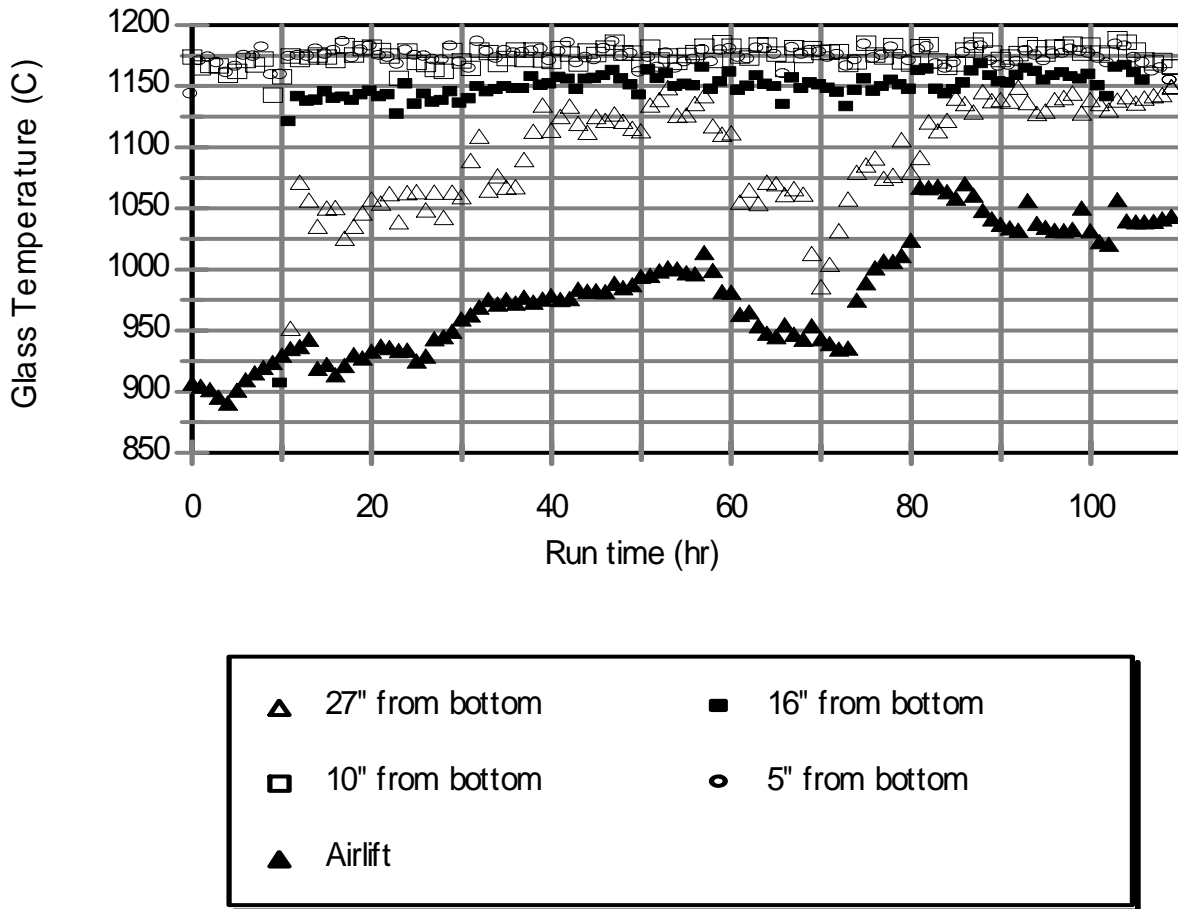 Glass Temperature (C)
1200
1150
1100
1050
1000
950
900
850
0 20 40 60 80 100
Run time (hr)
27" from bottom 16" from bottom
10" from bottom 5" from bottom
Airlift